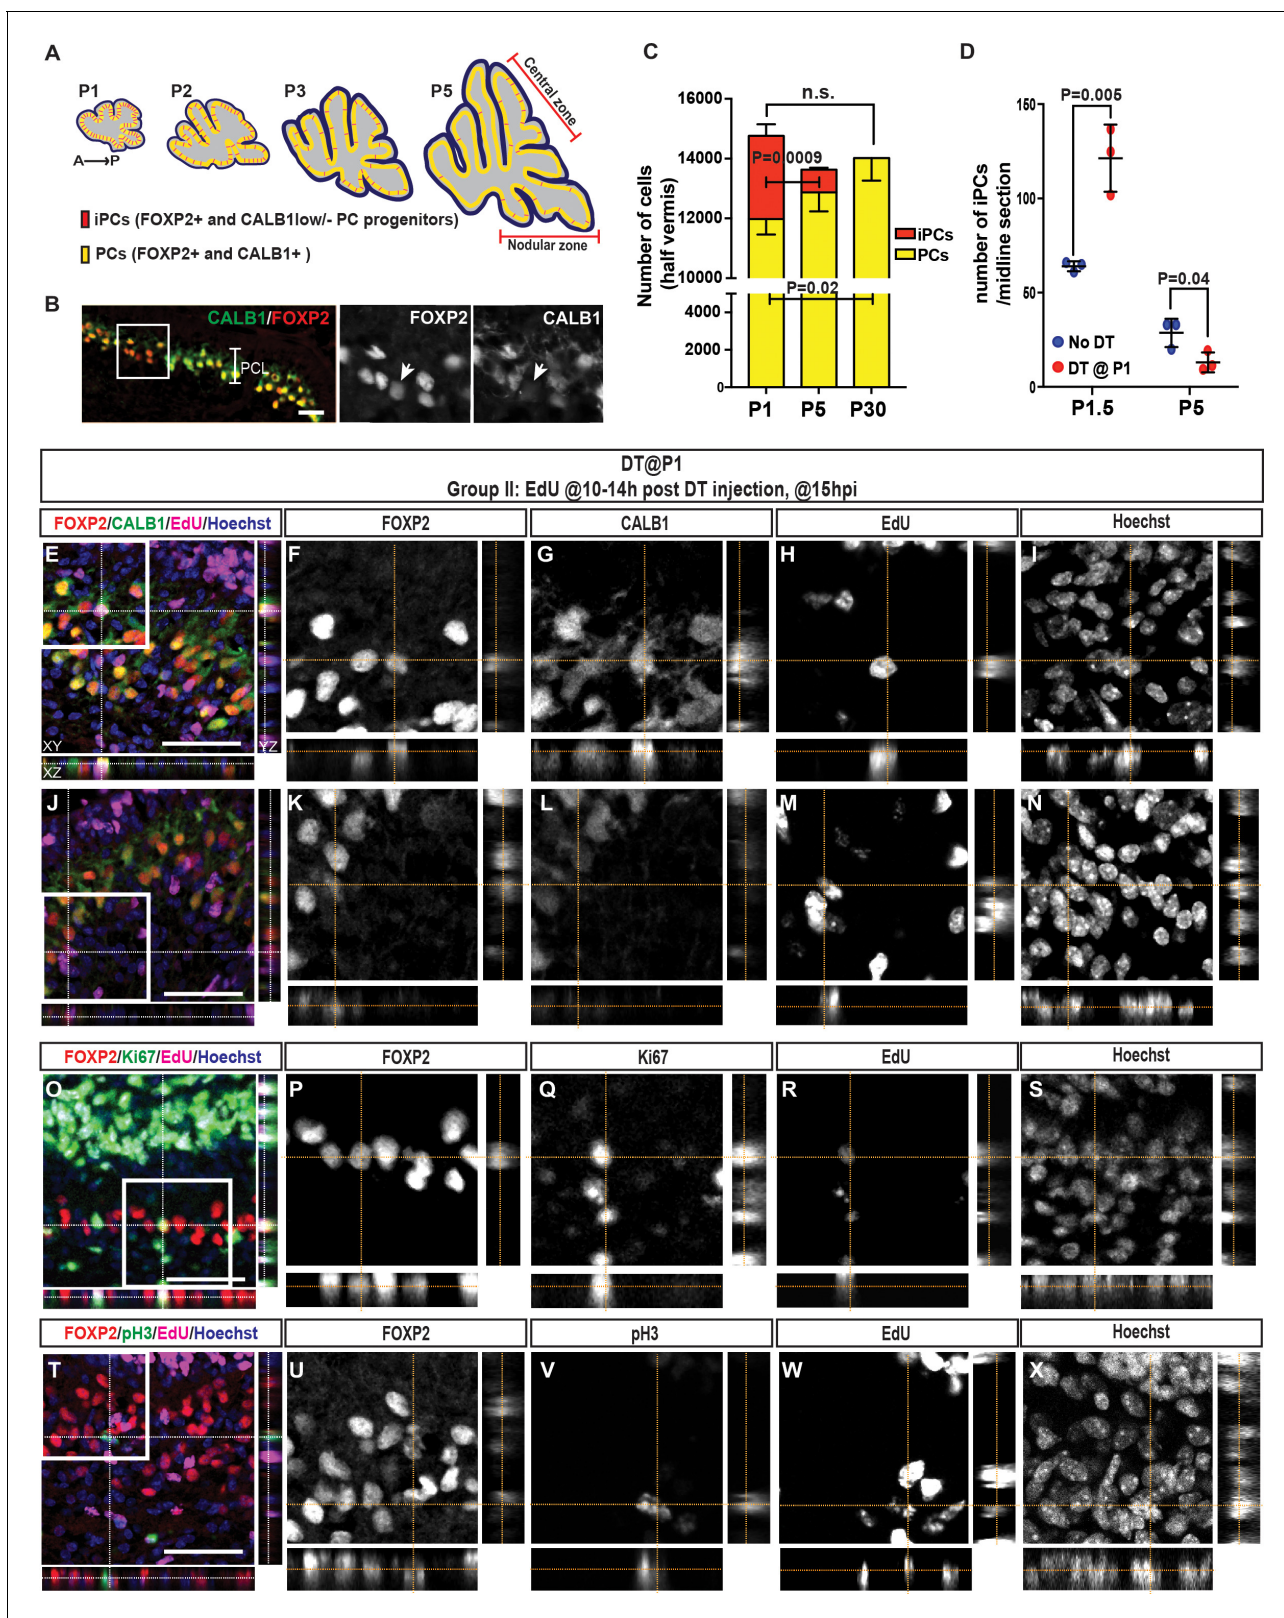 A
P1
P2
P3
P5
Central zone
A P
Nodular zone
iPCs (FOXP2+ and CALB1low/- PC progenitors)
PCs (FOXP2+ and CALB1+ )
B
CALB1/FOXP2
PCL
FOXP2
CALB1
C
Number of cells
(half vermis)
16000
14000
12000
10000
4000
2000
0
n.s.
P=0.0009
P=0.02
iPCs
PCs
P1 P5 P30
D
number of iPCs
/midline section
150
100
50
0
P=0.005
P=0.04
No DT
DT @ P1
P1.5 P5
DT@P1
Group II: EdU @10-14h post DT injection, @15hpi
FOXP2/CALB1/EdU/Hoechst FOXP2 CALB1 EdU Hoechst
E F G H I
XY YZ
XZ
J K L M N
FOXP2/Ki67/EdU/Hoechst FOXP2 Ki67 EdU Hoechst
O P Q R S
FOXP2/pH3/EdU/Hoechst FOXP2 pH3 EdU Hoechst
T U V W X